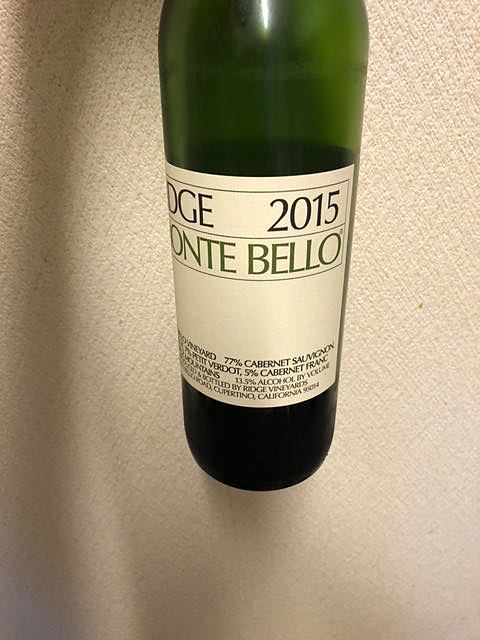 DGE 2015
ONTE BELLO®
VINEYARD 77% CABERNET SAUVIGNON,
% PETIT VERDOT, 5% CABERNET FRANC
MOUNTAINS 13.5% ALCOHOL BY VOLUME
& BOTTLED BY RIDGE VINEYARDS
ROAD, CUPERTINO, CALIFORNIA 95014